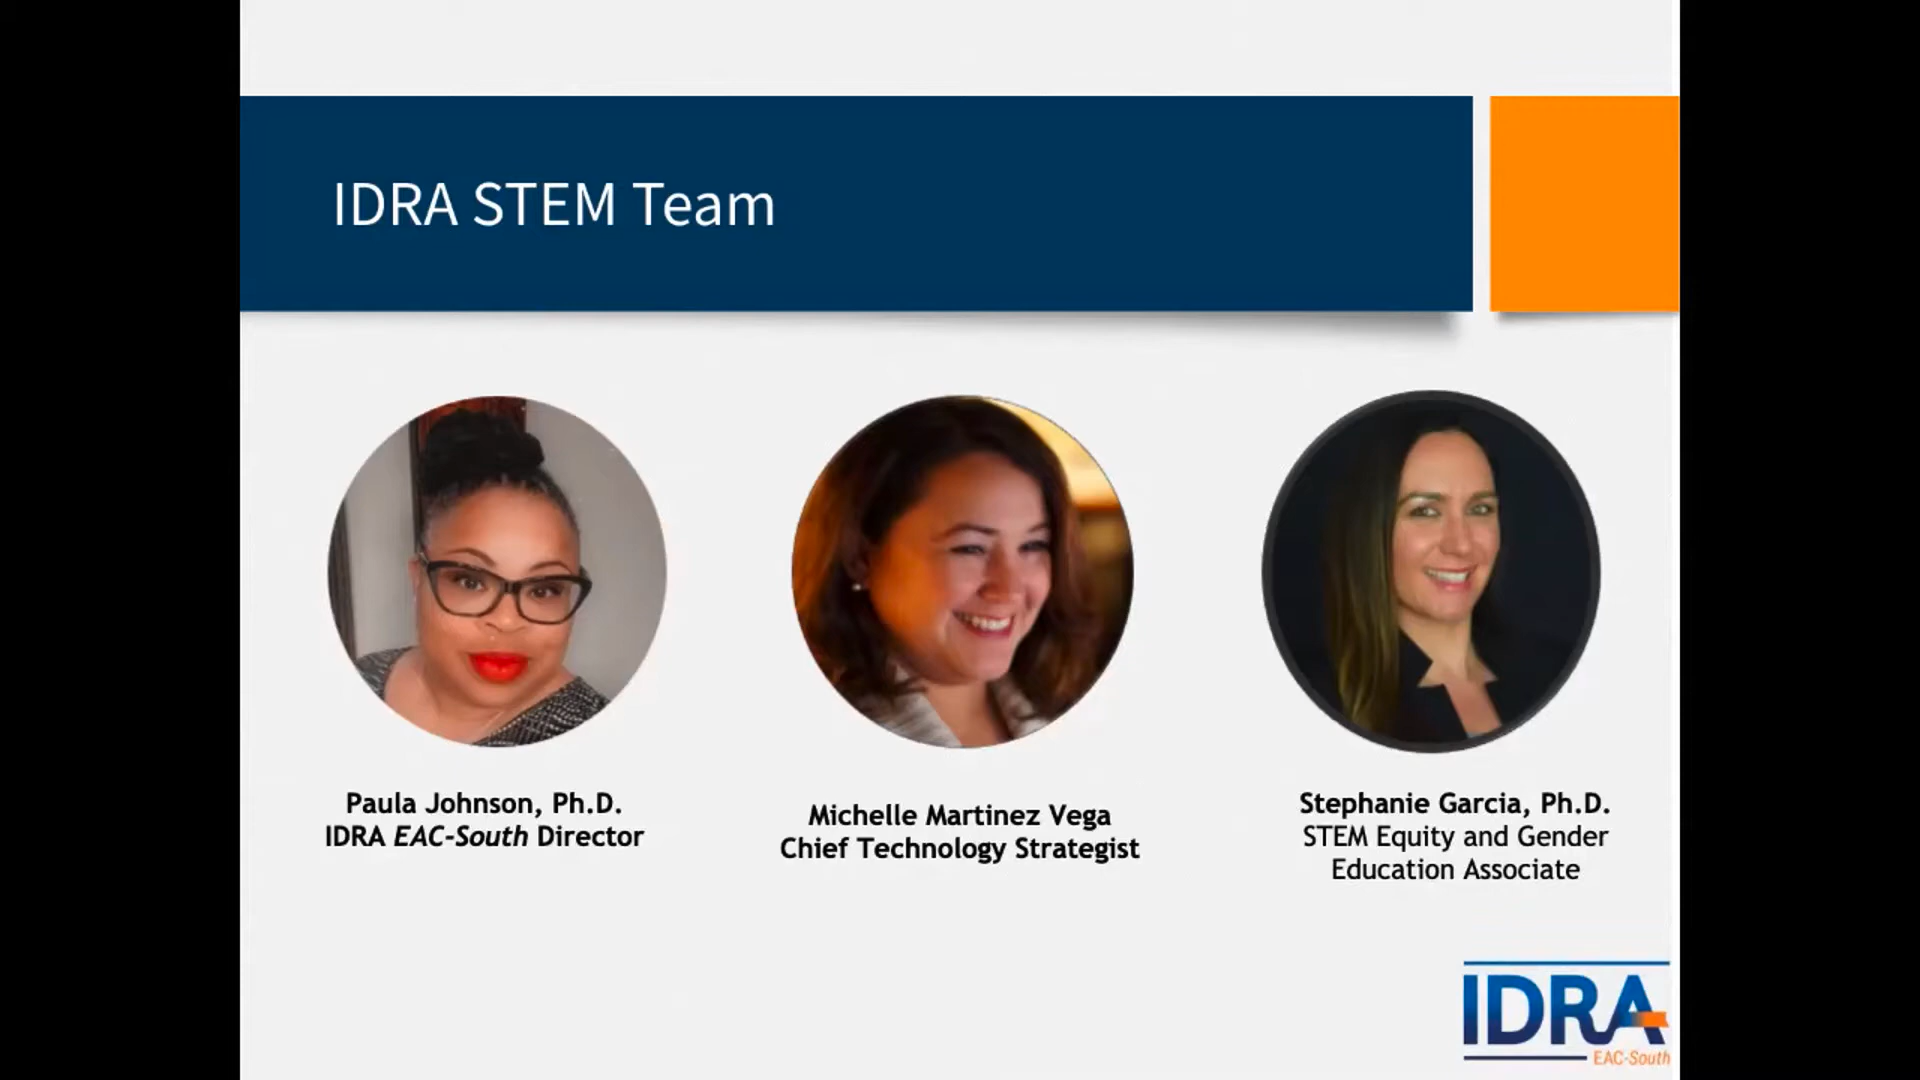 IDRA STEM Team
Paula Johnson, Ph.D.
IDRA EAC-South Director
Michelle Martinez Vega
Chief Technology Strategist
Stephanie Garcia, Ph.D.
STEM Equity and Gender
Education Associate
IDRA
EAC-South